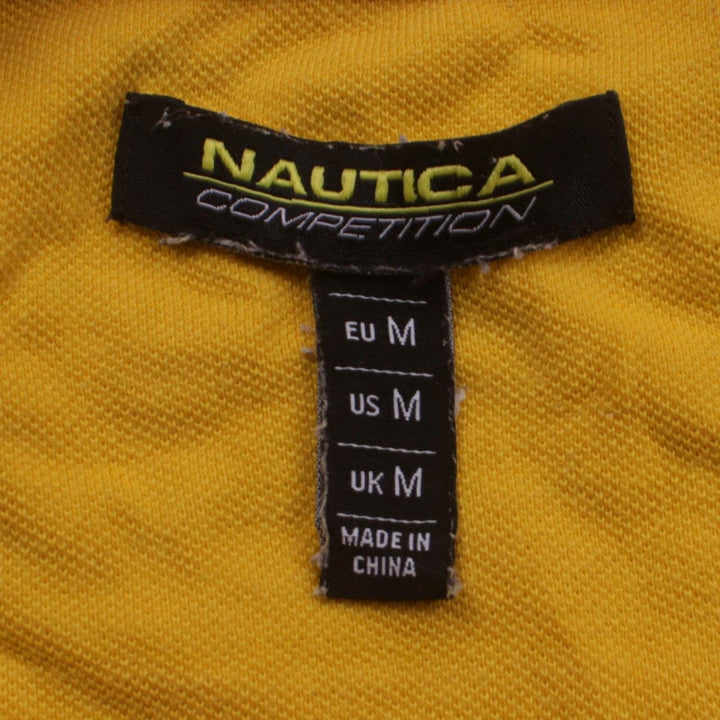 NAUTICA
COMPETITION
EU M
US M
UK M
MADE IN
CHINA